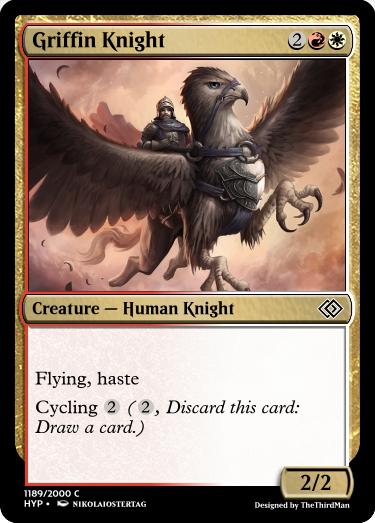 Griffin Knight 2
Creature — Human Knight
Flying, haste
Cycling 2 ( 2, Discard this card:
Draw a card.)
2/2
1189/2000 C
HYP • NIKOLAIOSTERTAG
Designed by TheThirdMan